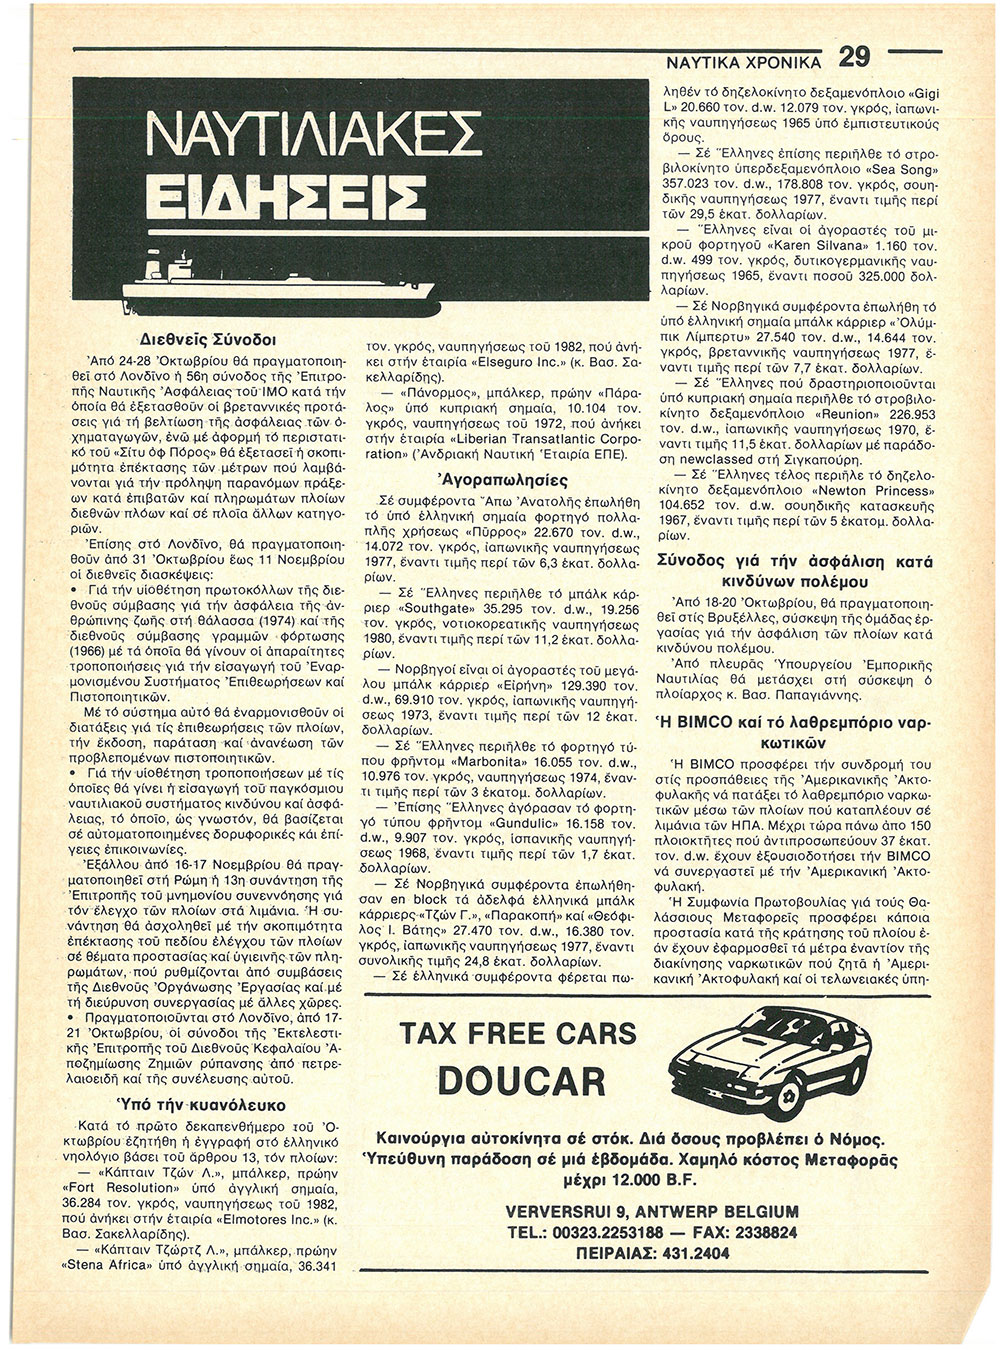 ΝΑΥΤΙΚΑ ΧΡΟΝΙΚΑ 29
ΝΑΥΤΙΛΙΑΚΕΣ
ΕΙΔΗΣΕΙΣ
Διεθνεῖς Σύνοδοι
Ἀπό 24-28 Ὀκτωβρίου θά πραγματοποιη-
θεῖ στό Λονδῖνο ἡ 56η σύνοδος τῆς Ἐπιτρο-
πῆς Ναυτικῆς Ἀσφάλειας τοῦ ΙΜΟ κατά τήν
ὁποία θά ἐξετασθοῦν οἱ βρεταννικές προτά-
σεις γιά τή βελτίωση τῆς ἀσφάλειας τῶν ὀ-
χηματαγωγῶν, ἐνῶ μέ ἀφορμή τό περιστατι-
κό τοῦ «Σίτυ ὀφ Πόρος» θά ἐξετασεῖ ἡ σκοπι-
μότητα ἐπέκτασης τῶν μέτρων πού λαμβά-
νονται γιά τήν πρόληψη παρανόμων πράξε-
ων κατά ἐπιβατῶν καί πληρωμάτων πλοίων
διεθνῶν πλόων καί σέ πλοῖα ἄλλων κατηγο-
ριῶν.
Ἐπίσης στό Λονδῖνο, θά πραγματοποιη-
θοῦν ἀπό 31 Ὀκτωβρίου ἕως 11 Νοεμβρίου
οἱ διεθνεῖς διασκέψεις:
• Γιά τήν υἱοθέτηση πρωτοκόλλων τῆς διε-
θνοῦς σύμβασης γιά τήν ἀσφάλεια τῆς ἀν-
θρώπινης ζωῆς στή θάλασσα (1974) καί τῆς
διεθνοῦς σύμβασης γραμμῶν φόρτωσης
(1966) μέ τά ὁποῖα θά γίνουν οἱ ἀπαραίτητες
τροποποιήσεις γιά τήν εἰσαγωγή τοῦ Ἐναρ-
μονισμένου Συστήματος Ἐπιθεωρήσεων καί
Πιστοποιητικῶν.
Μέ τό σύστημα αὐτό θά ἐναρμονισθοῦν οἱ
διατάξεις γιά τίς ἐπιθεωρήσεις τῶν πλοίων,
τήν ἔκδοση, παράταση καί ἀνανέωση τῶν
προβλεπομένων πιστοποιητικῶν.
• Γιά τήν υἱοθέτηση τροποποιήσεων μέ τίς
ὁποῖες θά γίνει ἡ εἰσαγωγή τοῦ παγκόσμιου
ναυτιλιακοῦ συστήματος κινδύνου καί ἀσφά-
λειας, τό ὁποῖο, ὡς γνωστόν, θά βασίζεται
σέ αὐτοματοποιημένες δορυφορικές κάι ἐπί-
γειες ἐπικοινωνίες.
Ἐξάλλου ἀπό 16-17 Νοεμβρίου θά πραγ-
ματοποιηθεῖ στή Ρώμη ἡ 13η συνάντηση τῆς
Ἐπιτροπῆς τοῦ μνημονίου συνεννόησης γιά
τόν ἔλεγχο τῶν πλοίων στά λιμάνια. Ἡ συ-
νάντηση θά ἀσχοληθεῖ μέ τήν σκοπιμότητα
ἐπέκτασης τοῦ πεδίου ἐλέγχου τῶν πλοίων
σέ θέματα προστασίας καί ὑγιεινῆς τῶν πλη-
ρωμάτων, πού ρυθμίζονται ἀπό συμβάσεις
τῆς Διεθνοῦς Ὀργάνωσης Ἐργασίας καί μέ
τή διεύρυνση συνεργασίας μέ ἄλλες χῶρες.
• Πραγματοποιοῦνται στό Λονδῖνο, ἀπό 17-
21 Ὀκτωβρίου, οἱ σύνοδοι τῆς Ἐκτελεστι-
κῆς Ἐπιτροπῆς τοῦ Διεθνοῦς Κεφαλαίου Ἀ-
ποζημίωσης Ζημιῶν ρύπανσης ἀπό πετρε-
λαιοειδῆ καί τῆς συνέλευσης αὐτοῦ.
Ὑπό τήν κυανόλευκο
Κατά τό πρῶτο δεκαπενθήμερο τοῦ Ὀ-
κτωβρίου ἐζητήθη ἡ ἐγγραφή στό ἑλληνικό
νηολόγιο βάσει τοῦ ἄρθρου 13, τόν πλοίων:
— «Κάπταιν Τζών Λ.», μπάλκερ, πρώην
«Fort Resolution» ὑπό ἀγγλική σημαία,
36.284 τον. γκρός, ναυπηγήσεως τοῦ 1982,
πού ἀνήκει στήν ἑταιρία «Elmotores Inc.» (κ.
Βασ. Σακελλαρίδης).
— «Κάπταιν Τζώρτζ Λ.», μπάλκερ, πρώην
«Stena Africa» ὑπό ἀγγλική σημαία, 36.341
τον. γκρός, ναυπηγήσεως τοῦ 1982, πού ἀνή-
κει στήν ἑταιρία «Elseguro Inc.» (κ. Βασ. Σα-
κελλαρίδης).
— «Πάνορμος», μπάλκερ, πρώην «Πάρα-
λος» ὑπό κυπριακή σημαία, 10.104 τον.
γκρός, ναυπηγήσεως τοῦ 1972, πού ἀνήκει
στήν ἑταιρία «Liberian Transatlantic Corpo-
ration» (Ἀνδριακή Ναυτική Ἑταιρία ΕΠΕ).
Ἀγοραπωλησίες
Σέ συμφέροντα Ἄπω Ἀνατολῆς ἐπωλήθη
τό ὑπό ἑλληνική σημαία φορτηγό πολλα-
πλῆς χρήσεως «Πῦρρος» 22.670 τον. d.w.,
14.072 τον. γκρός, ἰαπωνικῆς ναυπηγήσεως
1977, ἔναντι τιμῆς περί τῶν 6,3 ἑκατ. δολλα-
ρίων.
— Σέ Ἕλληνες περιῆλθε τό μπάλκ κάρ-
ριερ «Southgate» 35.295 τον. d.w., 19.256
τον. γκρός, νοτιοκορεατικῆς ναυπηγήσεως
1980, ἔναντι τιμῆς περί τῶν 11,2 ἑκατ. δολλα-
ρίων.
— Νορβηγοί εἶναι οἱ ἀγοραστές τοῦ μεγά-
λου μπάλκ κάρριερ «Εἰρήνη» 129.390 τον.
d.w., 69.910 τον. γκρός, ἰαπωνικῆς ναυπηγή-
σεως 1973, ἔναντι τιμῆς περί τῶν 12 ἑκατ.
δολλαρίων.
— Σέ Ἕλληνες περιῆλθε τό φορτηγό τύ-
που φρῆντομ «Marbonita» 16.055 τον. d.w.,
10.976 τον. γκρός, ναυπηγήσεως 1974, ἔναν-
τι τιμῆς περί τῶν 3 ἑκατομ. δολλαρίων.
— Ἐπίσης Ἕλληνες ἀγόρασαν τό φορτη-
γό τύπου φρῆντομ «Gundulic» 16.158 τον.
d.w., 9.907 τον. γκρός, ἱσπανικῆς ναυπηγή-
σεως 1968, ἔναντι τιμῆς περί τῶν 1,7 ἑκατ.
δολλαρίων.
— Σέ Νορβηγικά συμφέροντα ἐπωλήθη-
σαν en block τά ἀδελφά ἑλληνικά μπάλκ
κάρριερς «Τζών Γ.», «Παρακοπή» καί «Θεόφι-
λος Ι. Βάτης» 27.470 τον. d.w., 16.380 τον.
γκρός, ἰαπωνικῆς ναυπηγήσεως 1977, ἔναντι
συνολικῆς τιμῆς 24,8 ἑκατ. δολλαρίων.
— Σέ ἑλληνικά συμφέροντα φέρεται πω-
ληθέν τό δηζελοκίνητο δεξαμενόπλοιο «Gigi
L» 20.660 τον. d.w. 12.079 τον. γκρός, ἰαπωνι-
κῆς ναυπηγήσεως 1965 ὑπό ἐμπιστευτικούς
ὅρους.
— Σέ Ἕλληνες ἐπίσης περιῆλθε τό στρο-
βιλοκίνητο ὑπερδεξαμενόπλοιο «Sea Song»
357.023 τον. d.w., 178.808 τον. γκρός, σουη-
δικῆς ναυπηγήσεως 1977, ἔναντι τιμῆς περί
τῶν 29,5 ἑκατ. δολλαρίων.
— Ἕλληνες εἶναι οἱ ἀγοραστές τοῦ μι-
κροῦ φορτηγοῦ «Karen Silvana» 1.160 τον.
d.w. 499 τον. γκρός, δυτικογερμανικῆς ναυ-
πηγήσεως 1965, ἔναντι ποσοῦ 325.000 δολ-
λαρίων.
— Σέ Νορβηγικά συμφέροντα ἐπωλήθη τό
ὑπό ἑλληνική σημαία μπάλκ κάρριερ «Ὀλύμ-
πικ Λίμπερτυ» 27.540 τον. d.w., 14.644 τον.
γκρός, βρεταννικῆς ναυπηγήσεως 1977, ἔ-
ναντι τιμῆς περί τῶν 7,7 ἑκατ. δολλαρίων.
— Σέ Ἕλληνες πού δραστηριοποιοῦνται
ὑπό κυπριακή σημαία περιῆλθε τό στροβιλο-
κίνητο δεξαμενόπλοιο «Reunion» 226.953
τον. d.w., ἰαπωνικῆς ναυπηγήσεως 1970, ἔ-
ναντι τιμῆς 11,5 ἑκατ. δολλαρίων μέ παράδο-
ση newclassed στή Σιγκαπούρη.
— Σέ Ἕλληνες τέλος περιῆλε τό δηζελο-
κίνητο δεξαμενόπλοιο «Newton Princess»
104.652 τον. d.w. σουηδικῆς κατασκευῆς
1967, ἔναντι τιμῆς περί τῶν 5 ἑκατομ. δολλα-
ρίων.
Σύνοδος γιά τήν ἀσφάλιση κατά
κινδύνων πολέμου
Ἀπό 18-20 Ὀκτωβρίου, θά πραγματοποιη-
θεῖ στίς Βρυξέλλες, σύσκεψη τῆς ὁμάδας ἐρ-
γασίας γιά τήν ἀσφάλιση τῶν πλοίων κατά
κινδύνου πολέμου.
Ἀπό πλευρᾶς Ὑπουργείου Ἐμπορικῆς
Ναυτιλίας θά μετάσχει στή σύσκεψη ὁ
πλοίαρχος κ. Βασ. Παπαγιάννης.
Ἡ BIMCO καί τό λαθρεμπόριο ναρ-
κωτικῶν
Ἡ BIMCO προσφέρει τήν συνδρομή του
στίς προσπάθειες τῆς Ἀμερικανικῆς Ἀκτο-
φυλακῆς νά πατάξει τό λαθρεμπόριο ναρκω-
τικῶν μέσω τῶν πλοίων πού καταπλέουν σέ
λιμάνια τῶν ΗΠΑ. Μέχρι τώρα πάνω ἀπο 150
πλοιοκτῆτες πού ἀντιπροσωπεύουν 37 ἑκατ.
τον. d.w. ἔχουν ἐξουσιοδοτήσει τήν BIMCO
νά συνεργαστεῖ μέ τήν Ἀμερικανική Ἀκτο-
φυλακή.
Ἡ Συμφωνία Πρωτοβουλίας γιά τούς Θα-
λάσσιους Μεταφορεῖς προσφέρει κάποια
προστασία κατά τῆς κράτησης τοῦ πλοίου ἐ-
άν ἔχουν ἐφαρμοσθεῖ τά μέτρα ἐναντίον τῆς
διακίνησης ναρκωτικῶν πού ζητᾶ ἡ Ἀμερι-
κανική Ἀκτοφυλακή καί οἱ τελωνειακές ὑπη-
TAX FREE CARS
DOUCAR
Καινούργια αὐτοκίνητα σέ στόκ. Διά ὅσους προβλέπει ὁ Νόμος.
Ὑπεύθυνη παράδοση σέ μιά ἑβδομάδα. Χαμηλό κόστος Μεταφορᾶς
μέχρι 12.000 B.F.
VERVERSRUI 9, ANTWERP BELGIUM
TEL.: 00323.2253188 — FAX: 2338824
ΠΕΙΡΑΙΑΣ: 431.2404